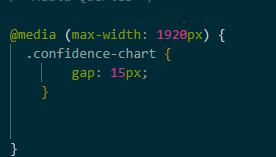 @media (max-width: 1920px) {
.confidence-chart {
gap: 15px;
}
}